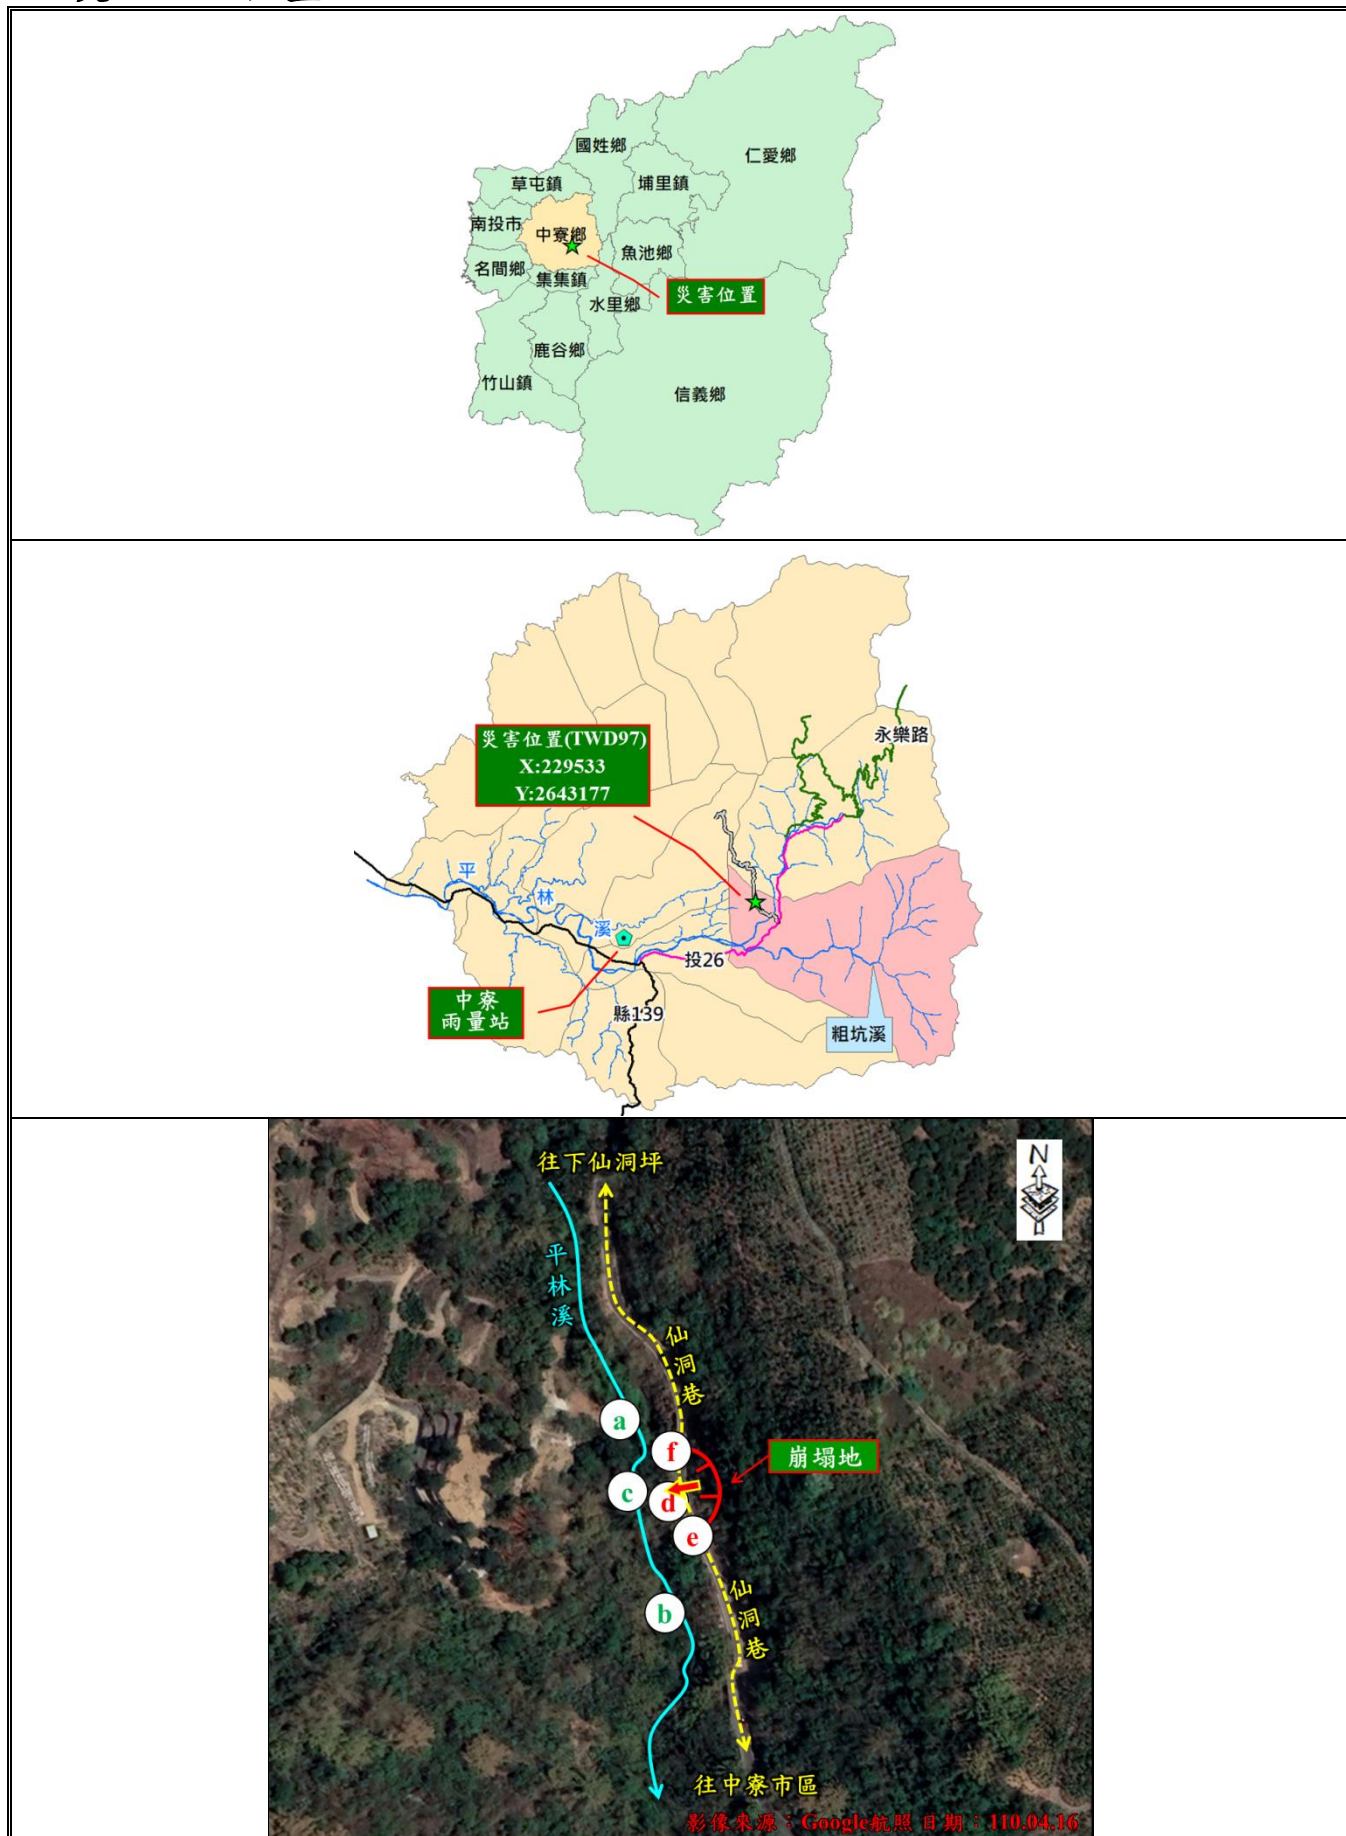 國姓鄉
仁愛鄉
草屯鎮
埔里鎮
南投市
中寮鄉
魚池鄉
名間鄉
集集鎮
水里鄉
災害位置
鹿谷鄉
竹山鎮
信義鄉
災害位置(TWD97)
X:229533
Y:2643177
永樂路
平
林
溪
投26
中寮
雨量站
縣139
粗坑溪
往下仙洞坪
N
平林溪
仙洞巷
a
f
崩塌地
c
d
e
仙洞巷
b
往中寮市區
影像來源：Google航照 日期：110.04.16